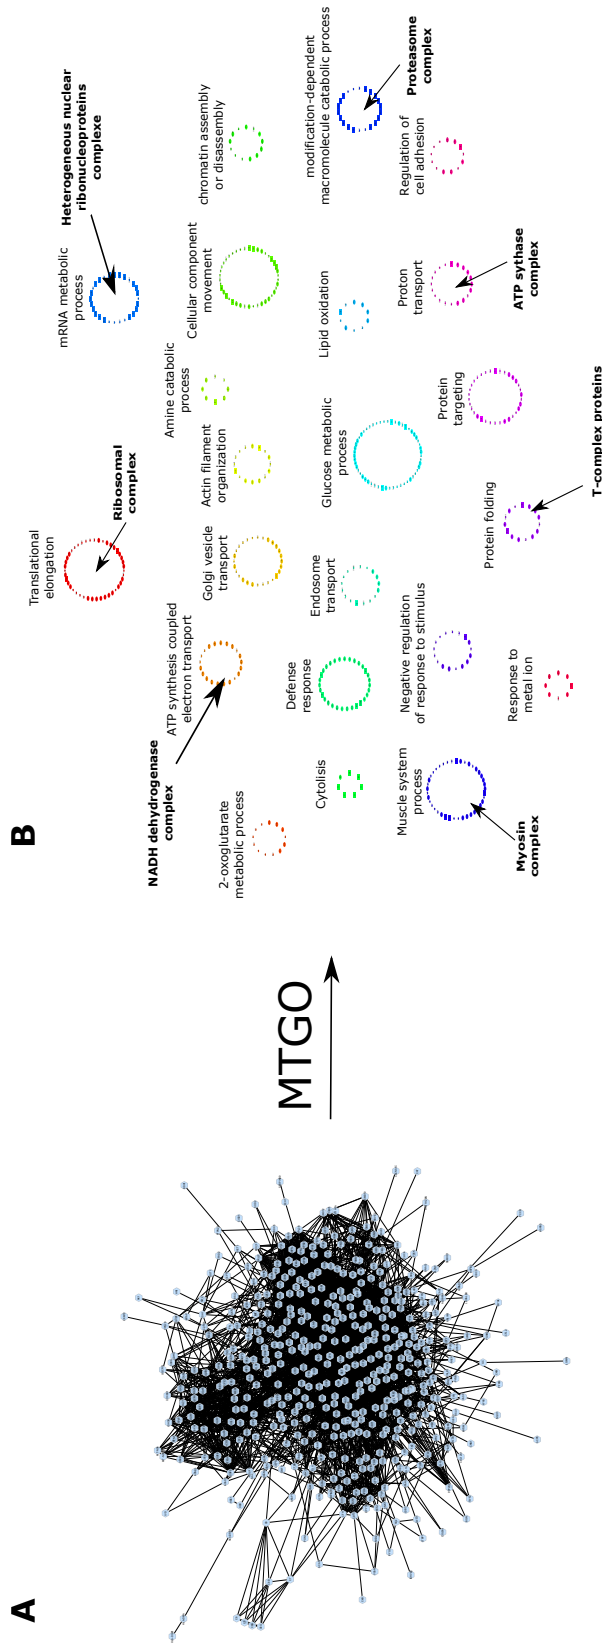 A
MTGO
B
Translational
elongation
Ribosomal
complex
mRNA metabolic
process
Heterogeneous nuclear
ribonucleoproteins
complexe
NADH dehydrogenase
complex
ATP synthesis coupled
electron transport
Golgi vesicle
transport
Actin filament
organization
Amine catabolic
process
Cellular component
movement
chromatin assembly
or disassembly
2-oxoglutarate
metabolic process
Cytolisis
Defense
response
Endosome
transport
Glucose metabolic
process
Lipid oxidation
modification-dependent
macromolecule catabolic process
Proteasome
complex
Muscle system
process
Myosin
complex
Negative regulation
of response to stimulus
Protein folding
T-complex proteins
Protein
targeting
Proton
transport
ATP sythase
complex
Regulation of
cell adhesion
Response to
metal ion